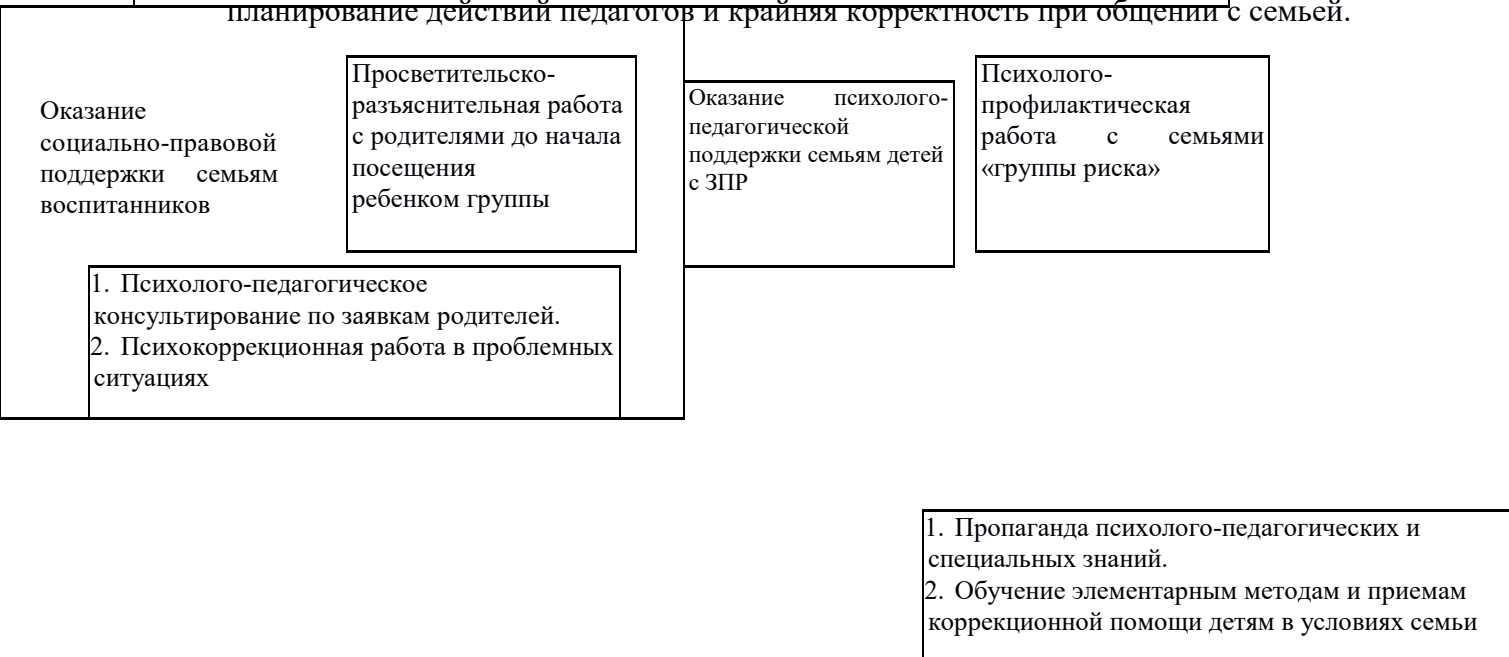 планирование действий педагогов и крайняя корректность при общении с семьей.
Оказание
социально-правовой
поддержки семьям
воспитанников
Просветительско-
разъяснительная работа
с родителями до начала
посещения
ребенком группы
Оказание психолого-
педагогической
поддержки семьям детей
с ЗПР
Психолого-
профилактическая
работа с семьями
«группы риска»
1. Психолого-педагогическое
консультирование по заявкам родителей.
2. Психокоррекционная работа в проблемных
ситуациях
1. Пропаганда психолого-педагогических и
специальных знаний.
2. Обучение элементарным методам и приемам
коррекционной помощи детям в условиях семьи